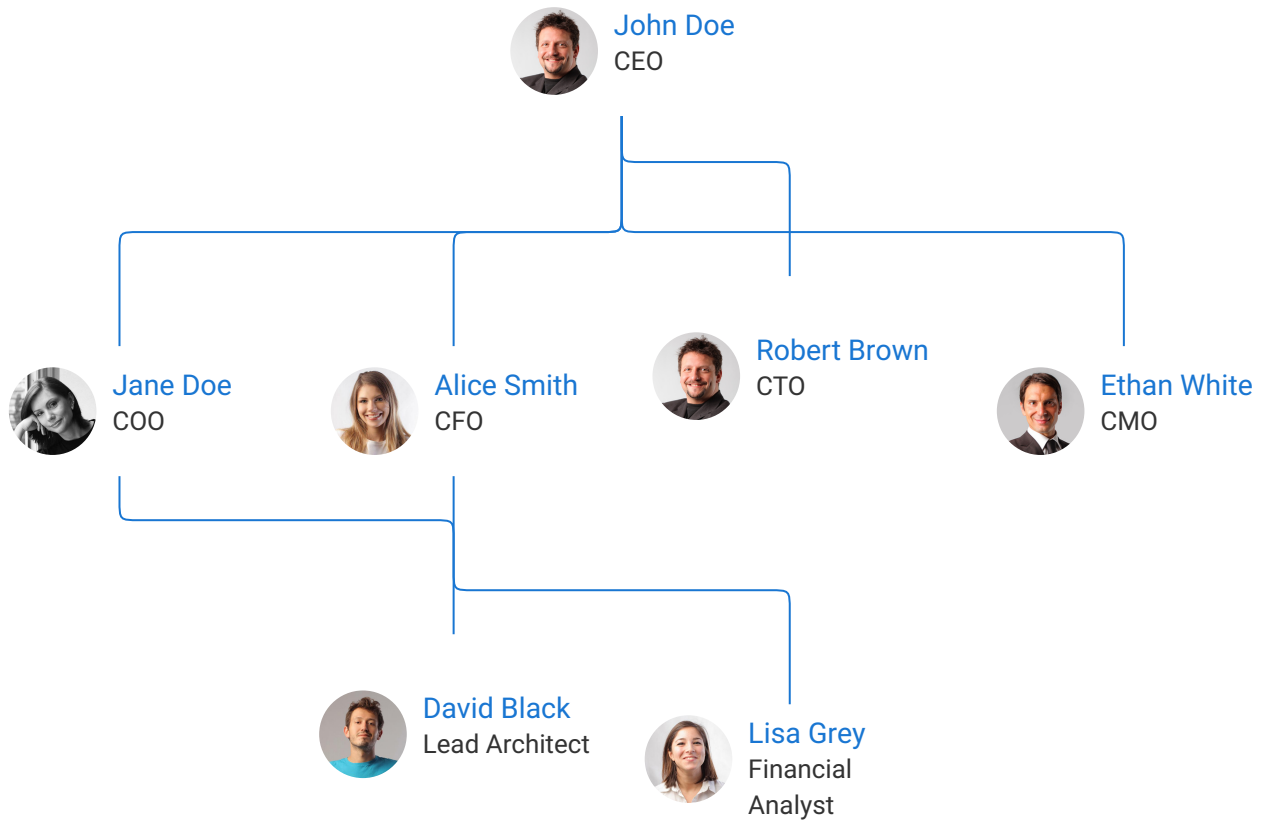 John Doe
CEO
Robert Brown
CTO
Jane Doe
COO
Alice Smith
CFO
Ethan White
CMO
David Black
Lead Architect
Lisa Grey
Financial
Analyst